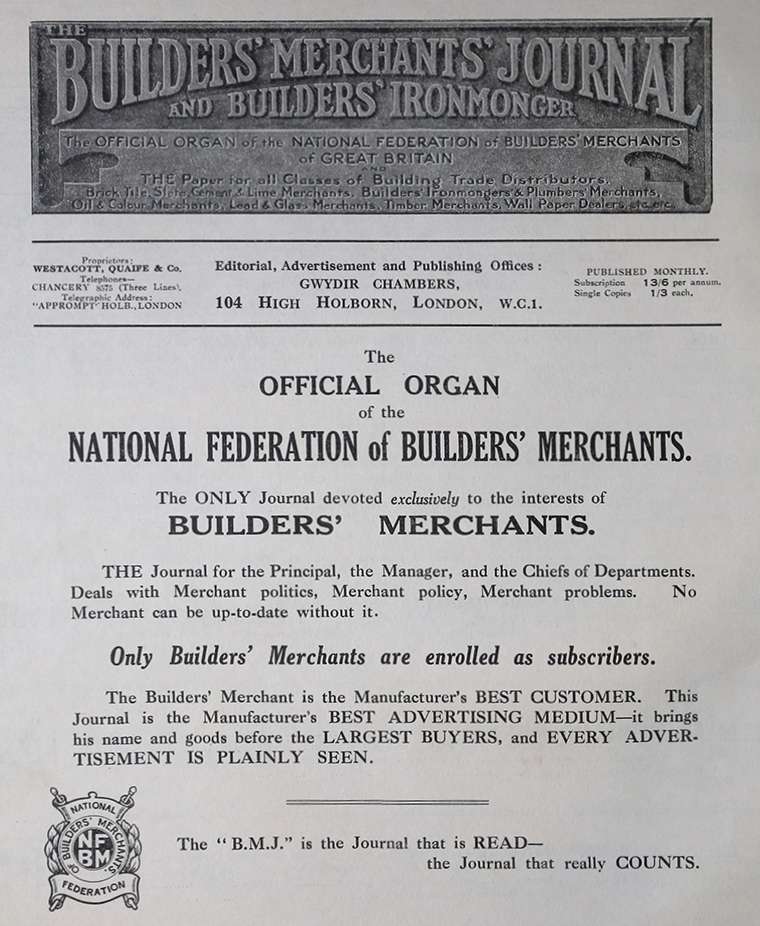 THE
BUILDERS' MERCHANTS' JOURNAL
AND BUILDERS' IRONMONGER
The OFFICIAL ORGAN of the NATIONAL FEDERATION of BUILDERS' MERCHANTS
of GREAT BRITAIN
AND
THE Paper for all Classes of Building Trade Distributors,
Brick, Tile, Slate, Cement & Lime Merchants, Builders' Ironmongers & Plumbers' Merchants,
Oil & Colour Merchants, Lead & Glass Merchants, Timber Merchants, Wall Paper Dealers, etc. etc.
Proprietors:
WESTACOTT, QUAIFE & Co.
Telephones—
CHANCERY 8575 (Three Lines).
Telegraphic Address:
"APPROMPT" HOLB., LONDON
Editorial, Advertisement and Publishing Offices:
GWYDIR CHAMBERS,
104 HIGH HOLBORN, LONDON, W.C.1.
PUBLISHED MONTHLY.
Subscription 13/6 per annum.
Single Copies 1/3 each.
The
OFFICIAL ORGAN
of the
NATIONAL FEDERATION of BUILDERS' MERCHANTS.
The ONLY Journal devoted exclusively to the interests of
BUILDERS' MERCHANTS.
THE Journal for the Principal, the Manager, and the Chiefs of Departments.
Deals with Merchant politics, Merchant policy, Merchant problems. No
Merchant can be up-to-date without it.
Only Builders' Merchants are enrolled as subscribers.
The Builders' Merchant is the Manufacturer's BEST CUSTOMER. This
Journal is the Manufacturer's BEST ADVERTISING MEDIUM—it brings
his name and goods before the LARGEST BUYERS, and EVERY ADVER-
TISEMENT IS PLAINLY SEEN.
NATIONAL
OF BUILDERS' MERCHANTS
NF
BM
FEDERATION
The "B.M.J." is the Journal that is READ—
the Journal that really COUNTS.